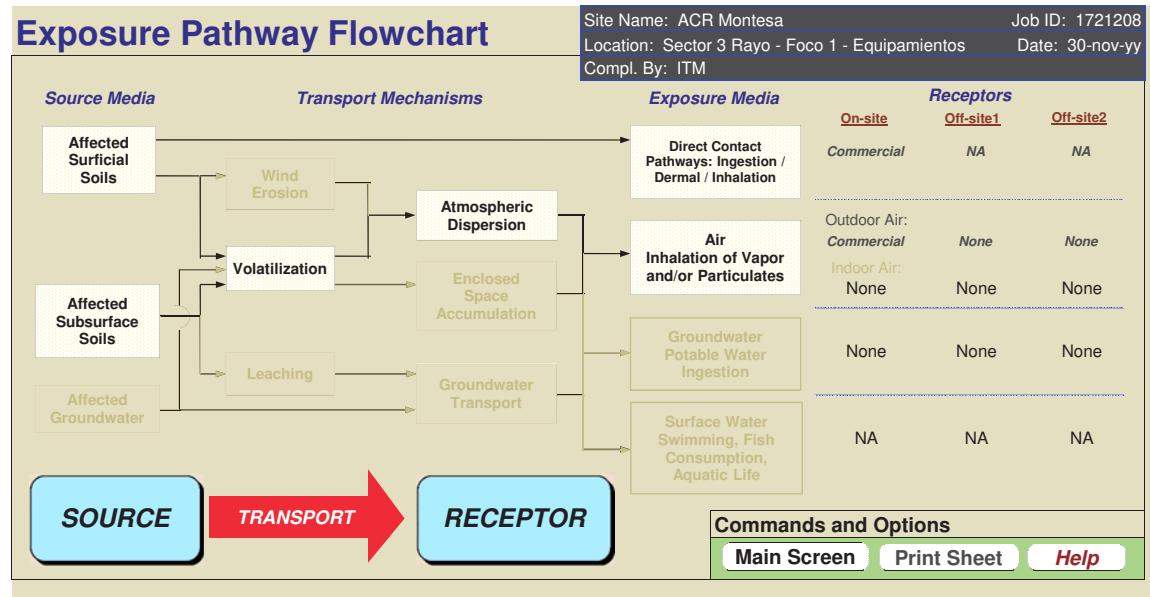 Exposure Pathway Flowchart
Site Name: ACR Montesa Job ID: 1721208
Location: Sector 3 Rayo - Foco 1 - Equipamientos Date: 30-nov-yy
Compl. By: ITM
Source Media
Transport Mechanisms
Exposure Media
Receptors
On-site Off-site1 Off-site2
Affected
Surficial
Soils
Wind
Erosion
Volatilization
Affected
Subsurface
Soils
Leaching
Affected
Groundwater
Atmospheric
Dispersion
Enclosed
Space
Accumulation
Groundwater
Transport
Direct Contact
Pathways: Ingestion /
Dermal / Inhalation
Commercial NA NA
Air
Inhalation of Vapor
and/or Particulates
Outdoor Air:
Commercial None None
Indoor Air:
None None None
Groundwater
Potable Water
Ingestion
None None None
Surface Water
Swimming, Fish
Consumption,
Aquatic Life
NA NA NA
SOURCE
TRANSPORT
RECEPTOR
Commands and Options
Main Screen Print Sheet Help